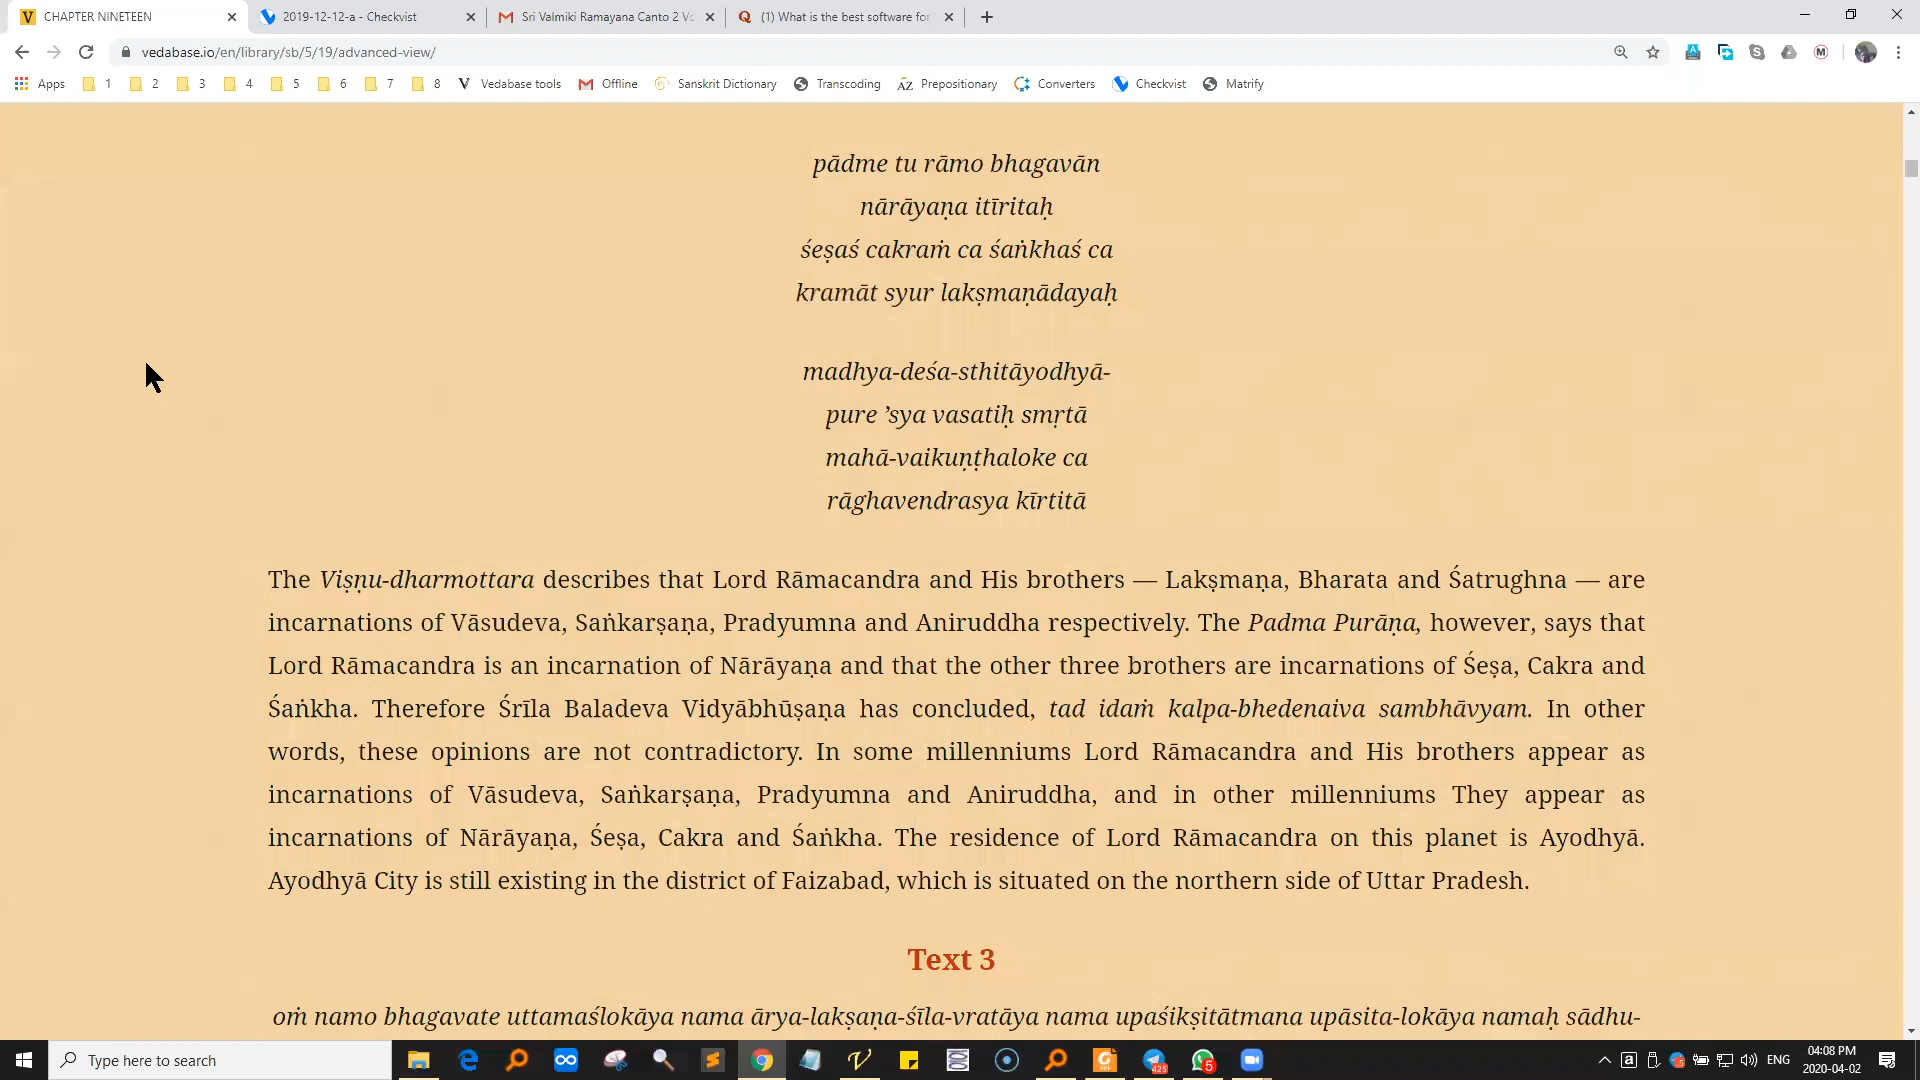 CHAPTER NINETEEN
2019-12-12-a - Checkvist
Sri Valmiki Ramayana Canto 2 Vo
(1) What is the best software for
vedabase.io/en/library/sb/5/19/advanced-view/
Apps 1 2 3 4 5 6 7 8 Vedabase tools Offline Sanskrit Dictionary Transcoding Prepositionary Converters Checkvist Matrify
pādme tu rāmo bhagavān
nārāyaṇa itīritaḥ
śeṣaś cakraṁ ca śaṅkhaś ca
kramāt syur lakṣmaṇādayaḥ
madhya-deśa-sthitāyodhyā-
pure ’sya vasatiḥ smṛtā
mahā-vaikuṇṭhaloke ca
rāghavendrasya kīrtitā
The Viṣṇu-dharmottara describes that Lord Rāmacandra and His brothers — Lakṣmaṇa, Bharata and Śatrughna — are
incarnations of Vāsudeva, Saṅkarṣaṇa, Pradyumna and Aniruddha respectively. The Padma Purāṇa, however, says that
Lord Rāmacandra is an incarnation of Nārāyaṇa and that the other three brothers are incarnations of Śeṣa, Cakra and
Śaṅkha. Therefore Śrīla Baladeva Vidyābhūṣaṇa has concluded, tad idaṁ kalpa-bhedenaiva sambhāvyam. In other
words, these opinions are not contradictory. In some millenniums Lord Rāmacandra and His brothers appear as
incarnations of Vāsudeva, Saṅkarṣaṇa, Pradyumna and Aniruddha, and in other millenniums They appear as
incarnations of Nārāyaṇa, Śeṣa, Cakra and Śaṅkha. The residence of Lord Rāmacandra on this planet is Ayodhyā.
Ayodhyā City is still existing in the district of Faizabad, which is situated on the northern side of Uttar Pradesh.
Text 3
oṁ namo bhagavate uttamaślokāya nama ārya-lakṣaṇa-śīla-vratāya nama upaśikṣitātmana upāsita-lokāya namaḥ sādhu-
Type here to search
425
5
ENG
04:08 PM
2020-04-02